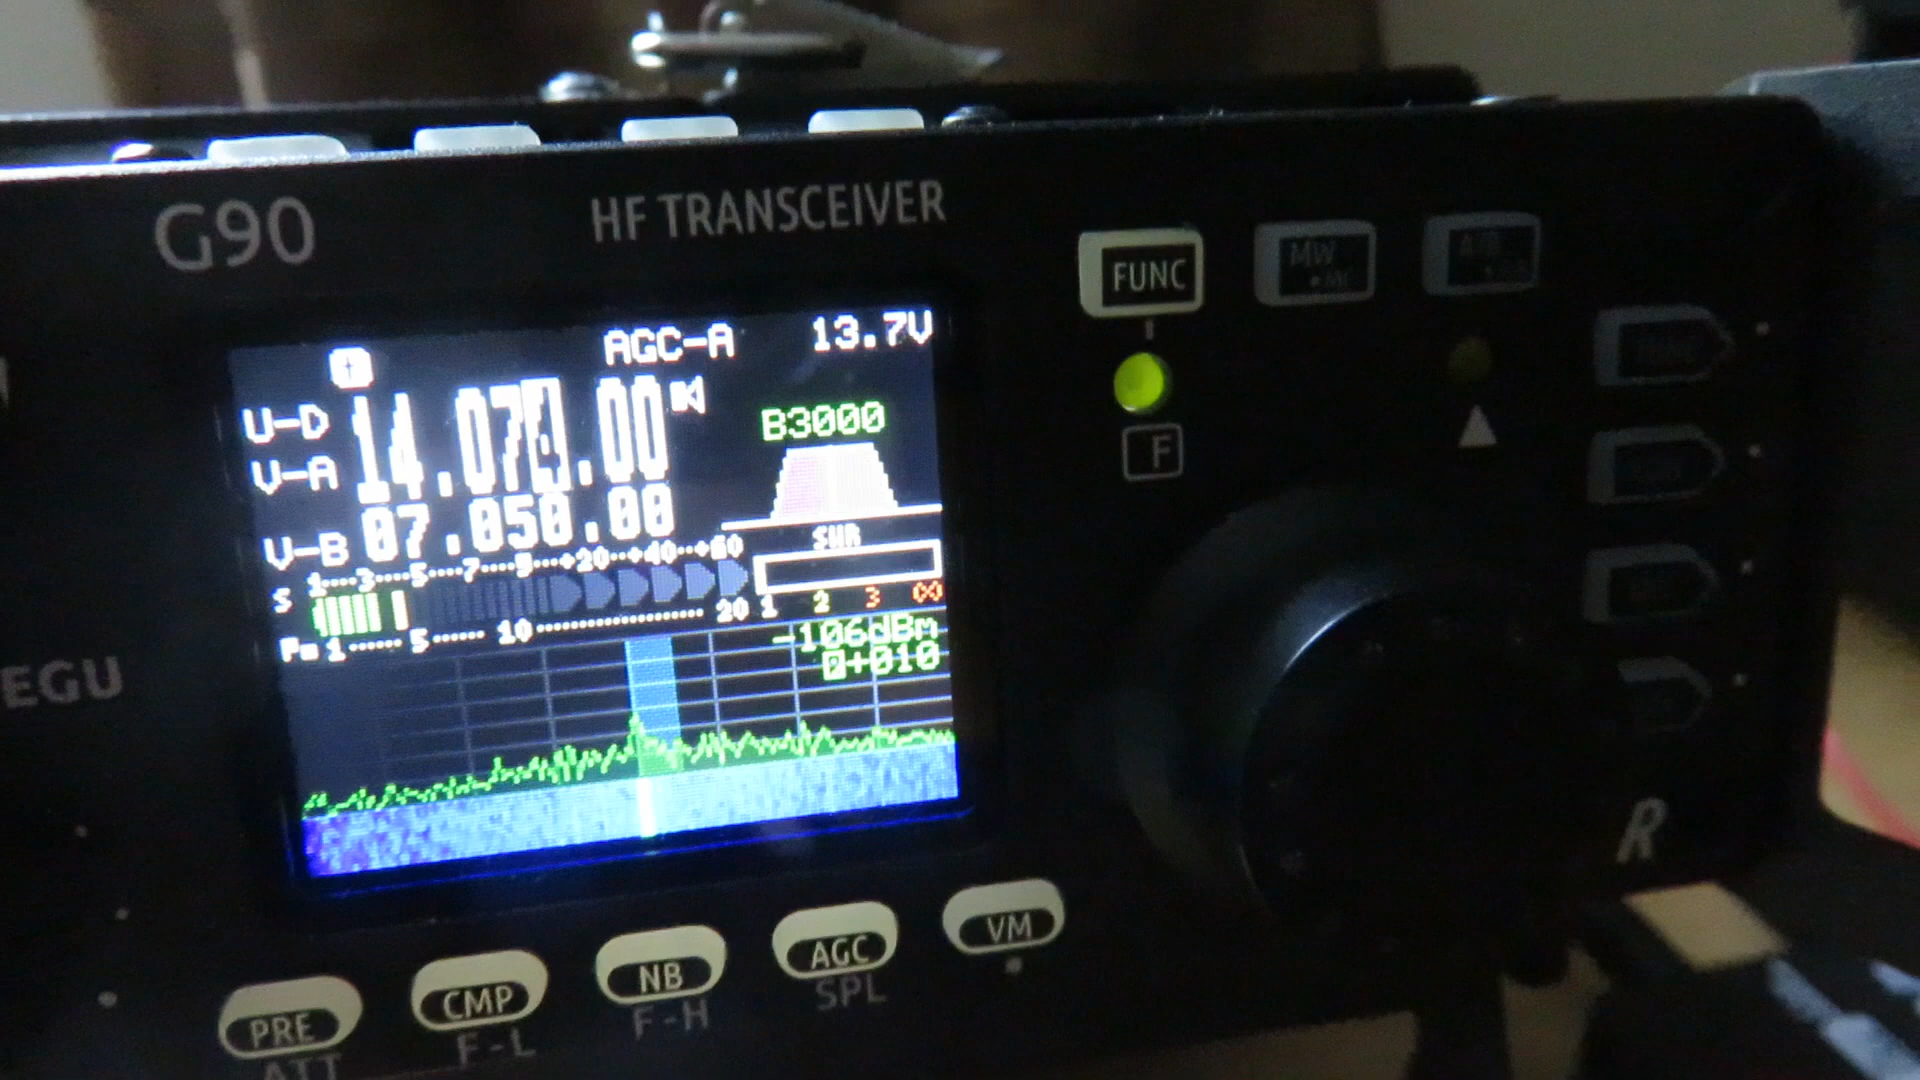 G90 HF TRANSCEIVER
FUNC MW A/B
AGC-A 13.7V
U-D
V-A 14.074.00
B3000
V-B 07.050.00
SWR
S 1 3 5 7 9 +20 +40 +60
Po 1 5 10 20
1 2 3 ∞
-106dBm
+010
F
EGU
R
PRE CMP NB AGC VM
ATT F-L F-H SPL